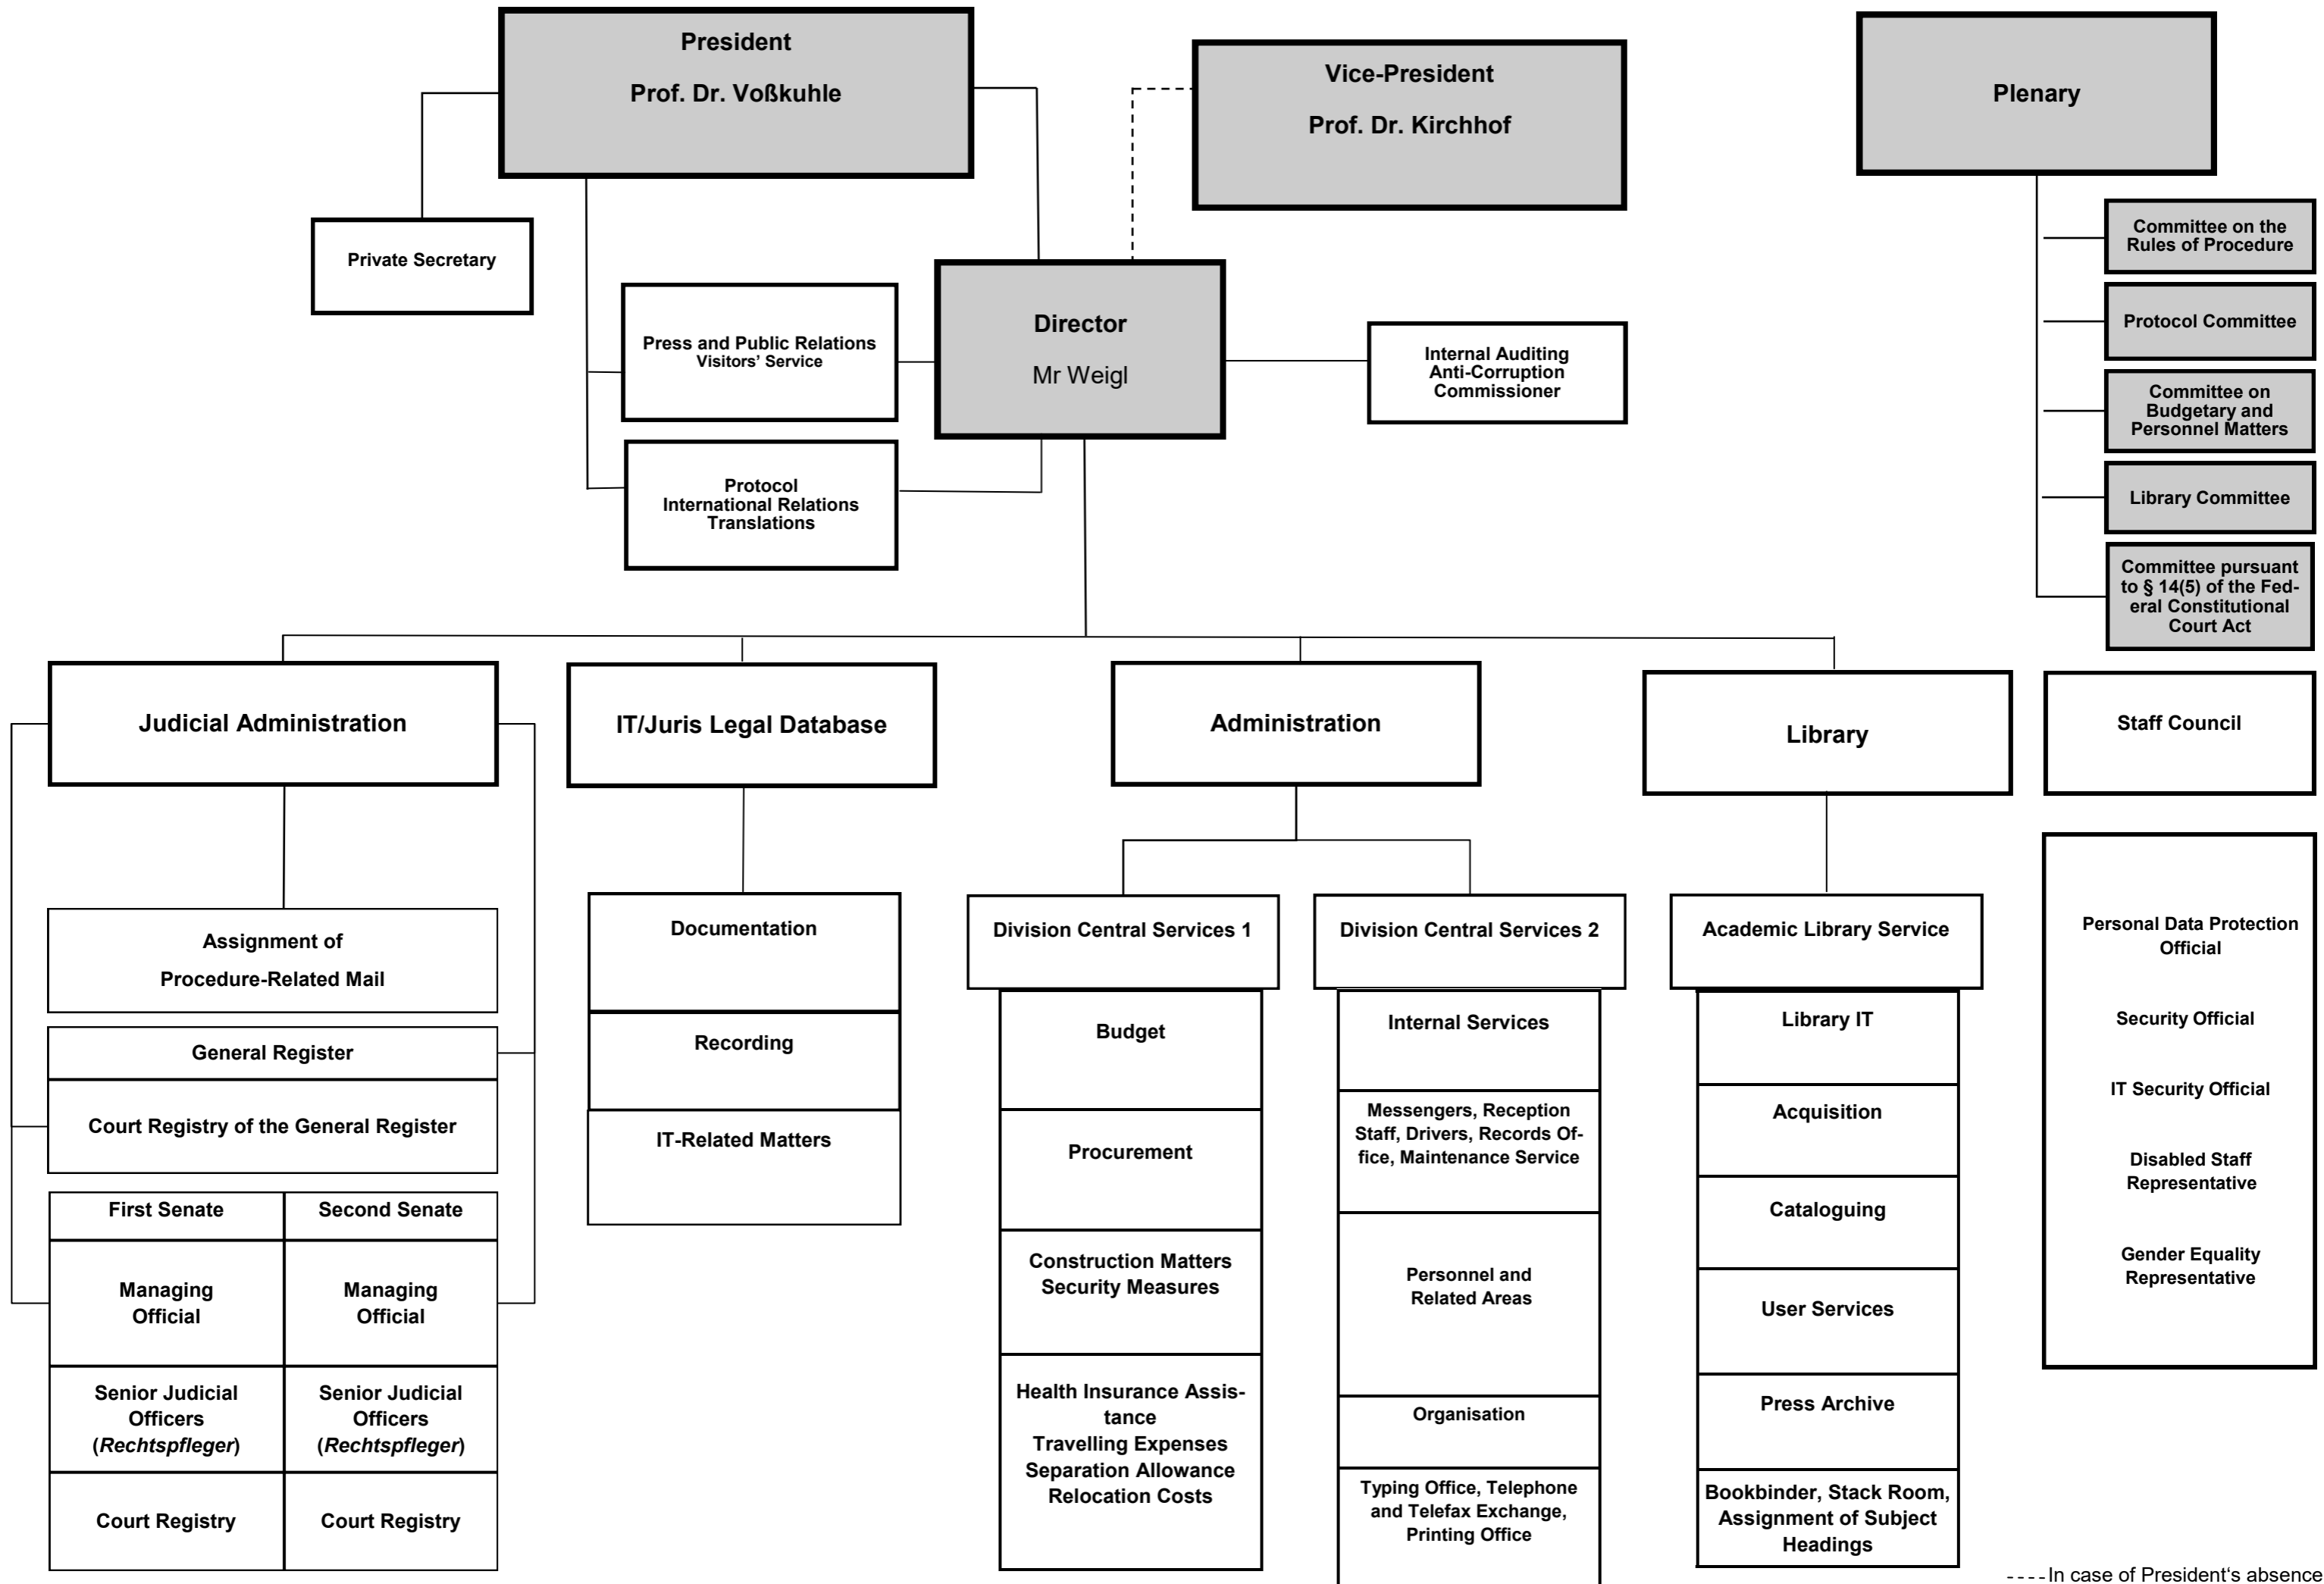 President
Prof. Dr. Voßkuhle
Vice-President
Prof. Dr. Kirchhof
Plenary
Private Secretary
Press and Public Relations
Visitors' Service
Director
Mr Weigl
Internal Auditing
Anti-Corruption
Commissioner
Protocol
International Relations
Translations
Committee on the
Rules of Procedure
Protocol Committee
Committee on
Budgetary and
Personnel Matters
Library Committee
Committee pursuant
to § 14(5) of the Fed-
eral Constitutional
Court Act
Judicial Administration
IT/Juris Legal Database
Administration
Library
Staff Council
Assignment of
Procedure-Related Mail
General Register
Court Registry of the General Register
First Senate
Second Senate
Managing
Official
Managing
Official
Senior Judicial
Officers
(Rechtspfleger)
Senior Judicial
Officers
(Rechtspfleger)
Court Registry
Court Registry
Documentation
Recording
IT-Related Matters
Division Central Services 1
Budget
Procurement
Construction Matters
Security Measures
Health Insurance Assis-
tance
Travelling Expenses
Separation Allowance
Relocation Costs
Division Central Services 2
Internal Services
Messengers, Reception
Staff, Drivers, Records Of-
fice, Maintenance Service
Personnel and
Related Areas
Organisation
Typing Office, Telephone
and Telefax Exchange,
Printing Office
Academic Library Service
Library IT
Acquisition
Cataloguing
User Services
Press Archive
Bookbinder, Stack Room,
Assignment of Subject
Headings
Personal Data Protection
Official
Security Official
IT Security Official
Disabled Staff
Representative
Gender Equality
Representative
----In case of President‘s absence